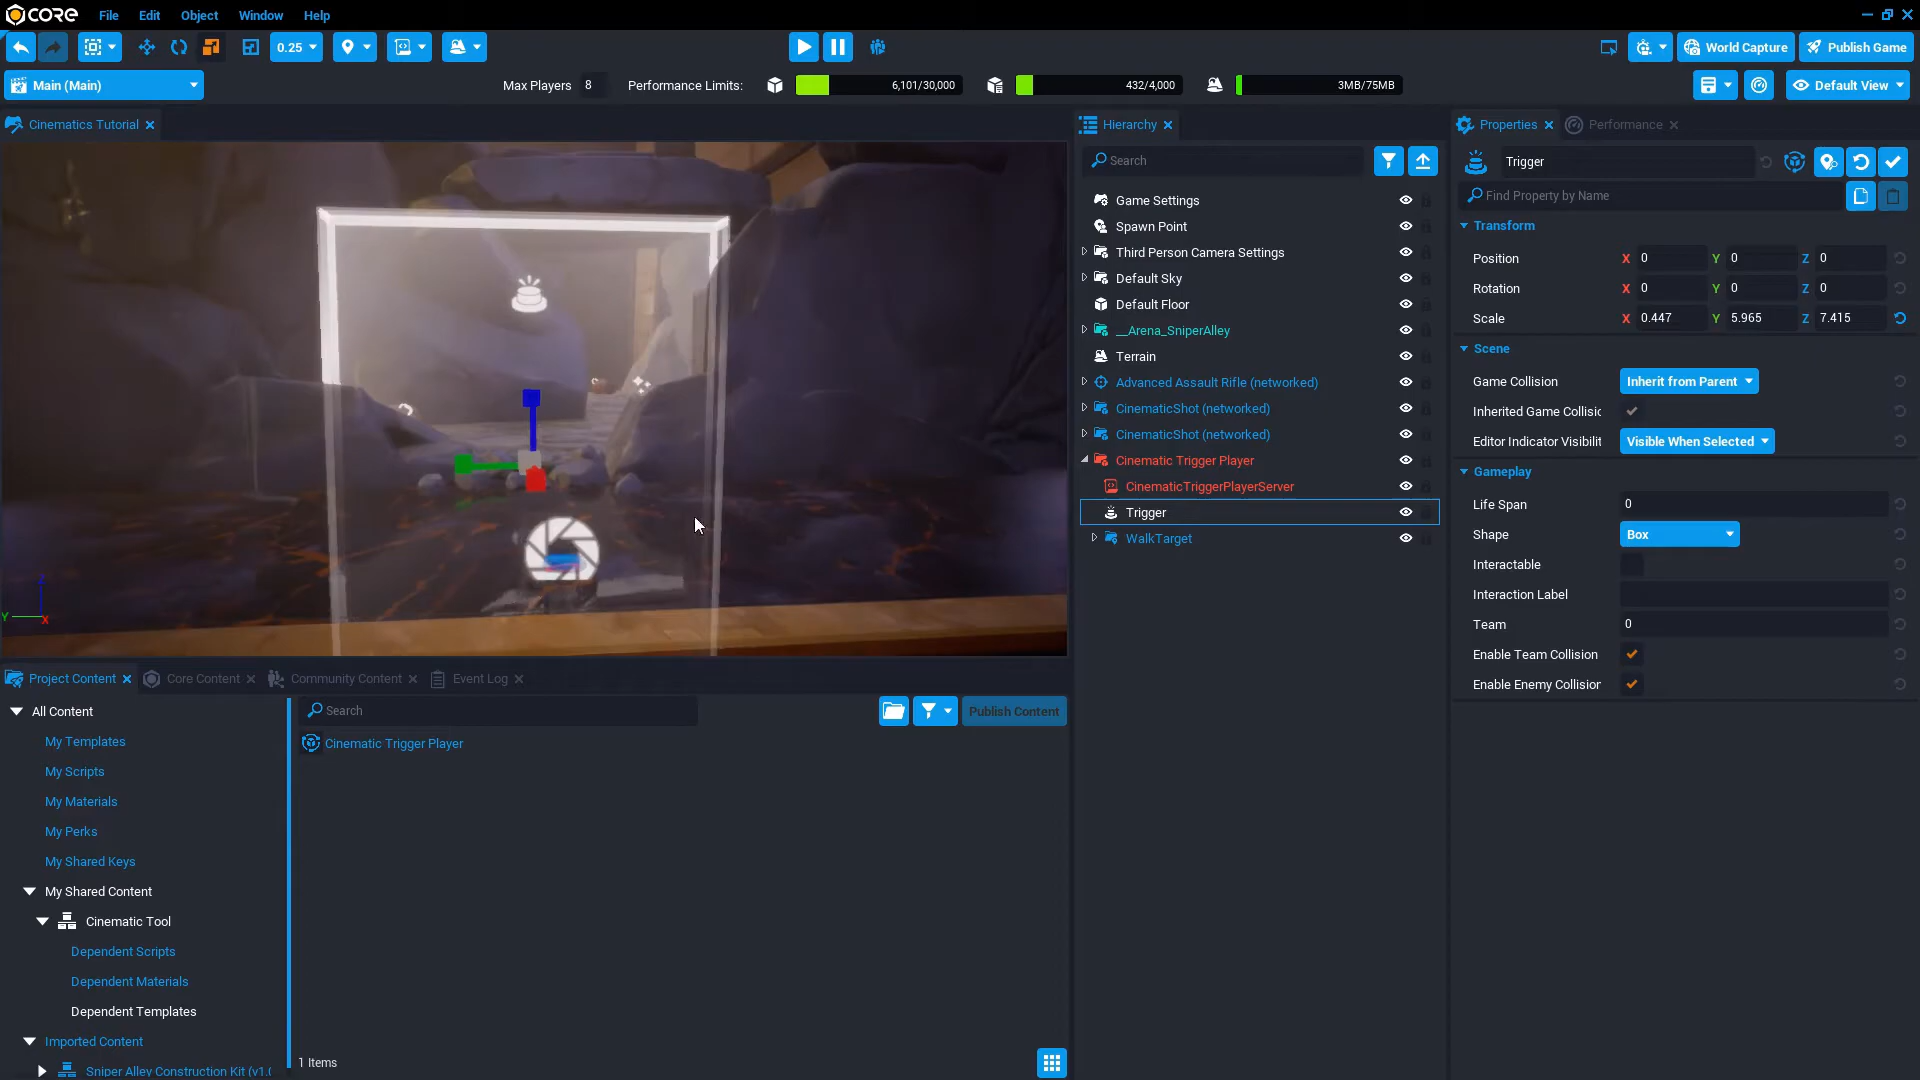 CORE File Edit Object Window Help
0.25 World Capture Publish Game
Main (Main) Max Players 8 Performance Limits: 6,101/30,000 432/4,000 3MB/75MB Default View
Cinematics Tutorial
Hierarchy
Search
Game Settings
Spawn Point
Third Person Camera Settings
Default Sky
Default Floor
__Arena_SniperAlley
Terrain
Advanced Assault Rifle (networked)
CinematicShot (networked)
CinematicShot (networked)
Cinematic Trigger Player
CinematicTriggerPlayerServer
Trigger
WalkTarget
Properties Performance
Trigger
Find Property by Name
Transform
Position X 0 Y 0 Z 0
Rotation X 0 Y 0 Z 0
Scale X 0.447 Y 5.965 Z 7.415
Scene
Game Collision Inherit from Parent
Inherited Game Collisic
Editor Indicator Visibilit Visible When Selected
Gameplay
Life Span 0
Shape Box
Interactable
Interaction Label
Team 0
Enable Team Collision
Enable Enemy Collision
Z
Y X
Project Content Core Content Community Content Event Log
All Content
My Templates
My Scripts
My Materials
My Perks
My Shared Keys
My Shared Content
Cinematic Tool
Dependent Scripts
Dependent Materials
Dependent Templates
Imported Content
Sniper Alley Construction Kit (v1.0
Search Publish Content
Cinematic Trigger Player
1 Items